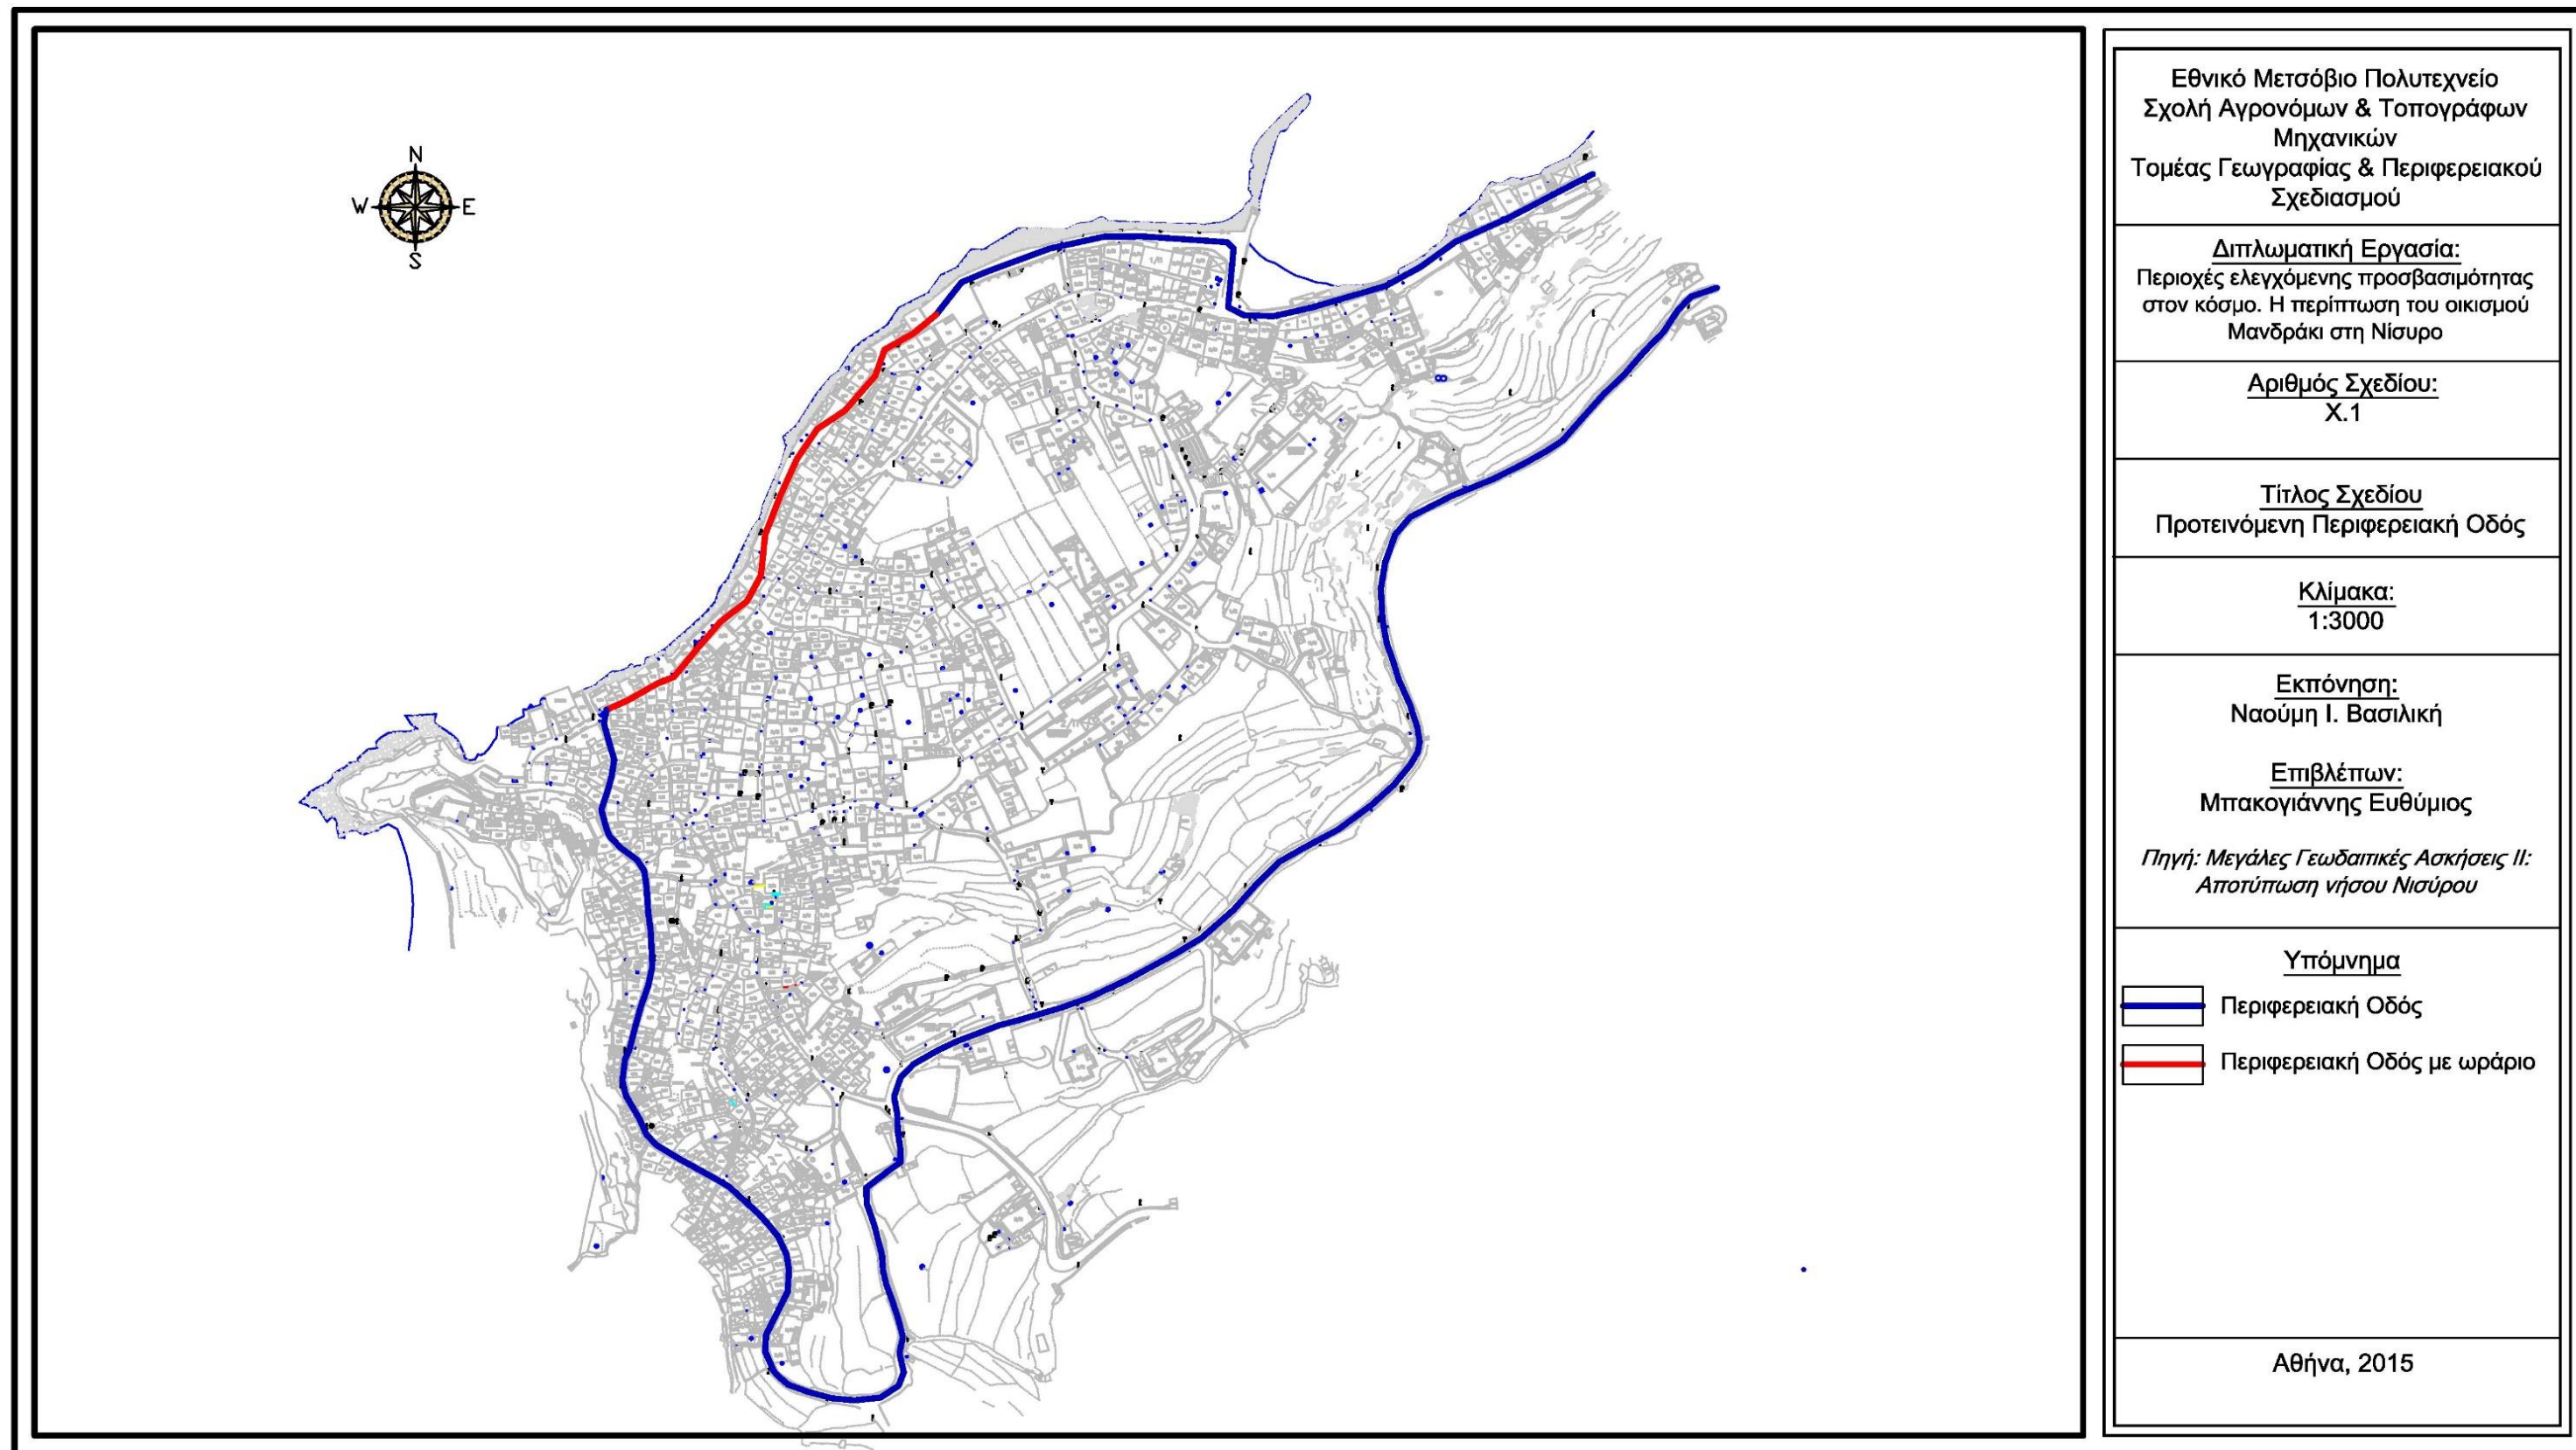 N
W
E
S
Εθνικό Μετσόβιο Πολυτεχνείο
Σχολή Αγρονόμων & Τοπογράφων
Μηχανικών
Τομέας Γεωγραφίας & Περιφερειακού
Σχεδιασμού
Διπλωματική Εργασία:
Περιοχές ελεγχόμενης προσβασιμότητας
στον κόσμο. Η περίπτωση του οικισμού
Μανδράκι στη Νίσυρο
Αριθμός Σχεδίου:
Χ.1
Τίτλος Σχεδίου
Προτεινόμενη Περιφερειακή Οδός
Κλίμακα:
1:3000
Εκπόνηση:
Ναούμη Ι. Βασιλική
Επιβλέπων:
Μπακογιάννης Ευθύμιος
Πηγή: Μεγάλες Γεωδαιτικές Ασκήσεις ΙΙ:
Αποτύπωση νήσου Νισύρου
Υπόμνημα
Περιφερειακή Οδός
Περιφερειακή Οδός με ωράριο
Αθήνα, 2015